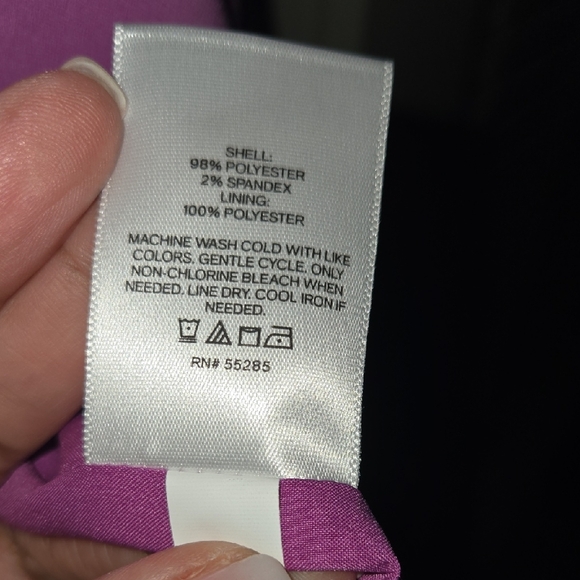 SHELL:
98% POLYESTER
2% SPANDEX
LINING:
100% POLYESTER
MACHINE WASH COLD WITH LIKE
COLORS. GENTLE CYCLE. ONLY
NON-CHLORINE BLEACH WHEN
NEEDED. LINE DRY. COOL IRON IF
NEEDED.
RN# 55285